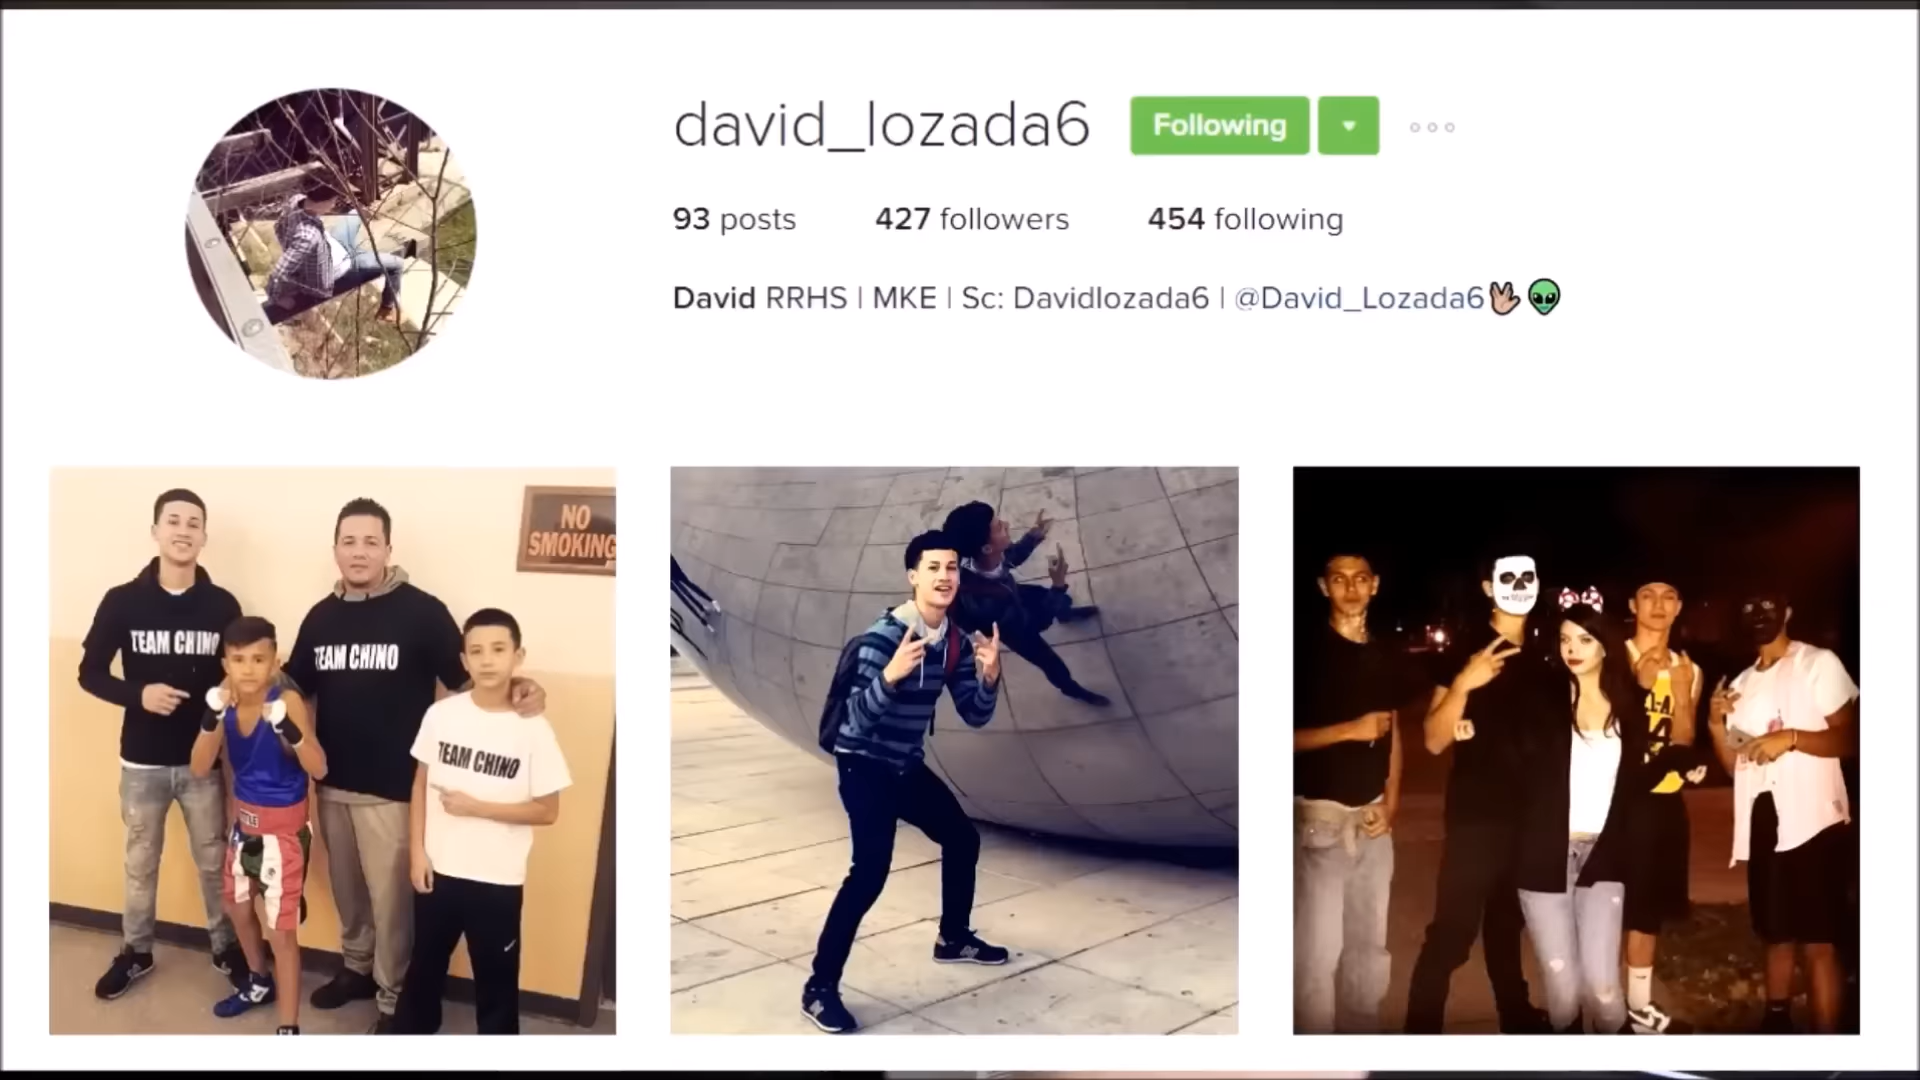 david_lozada6 Following
93 posts 427 followers 454 following
David RRHS | MKE | Sc: Davidlozada6 | @David_Lozada6🖖🏼👽
NO
SMOKING
TEAM CHINO
TEAM CHINO
TEAM CHINO